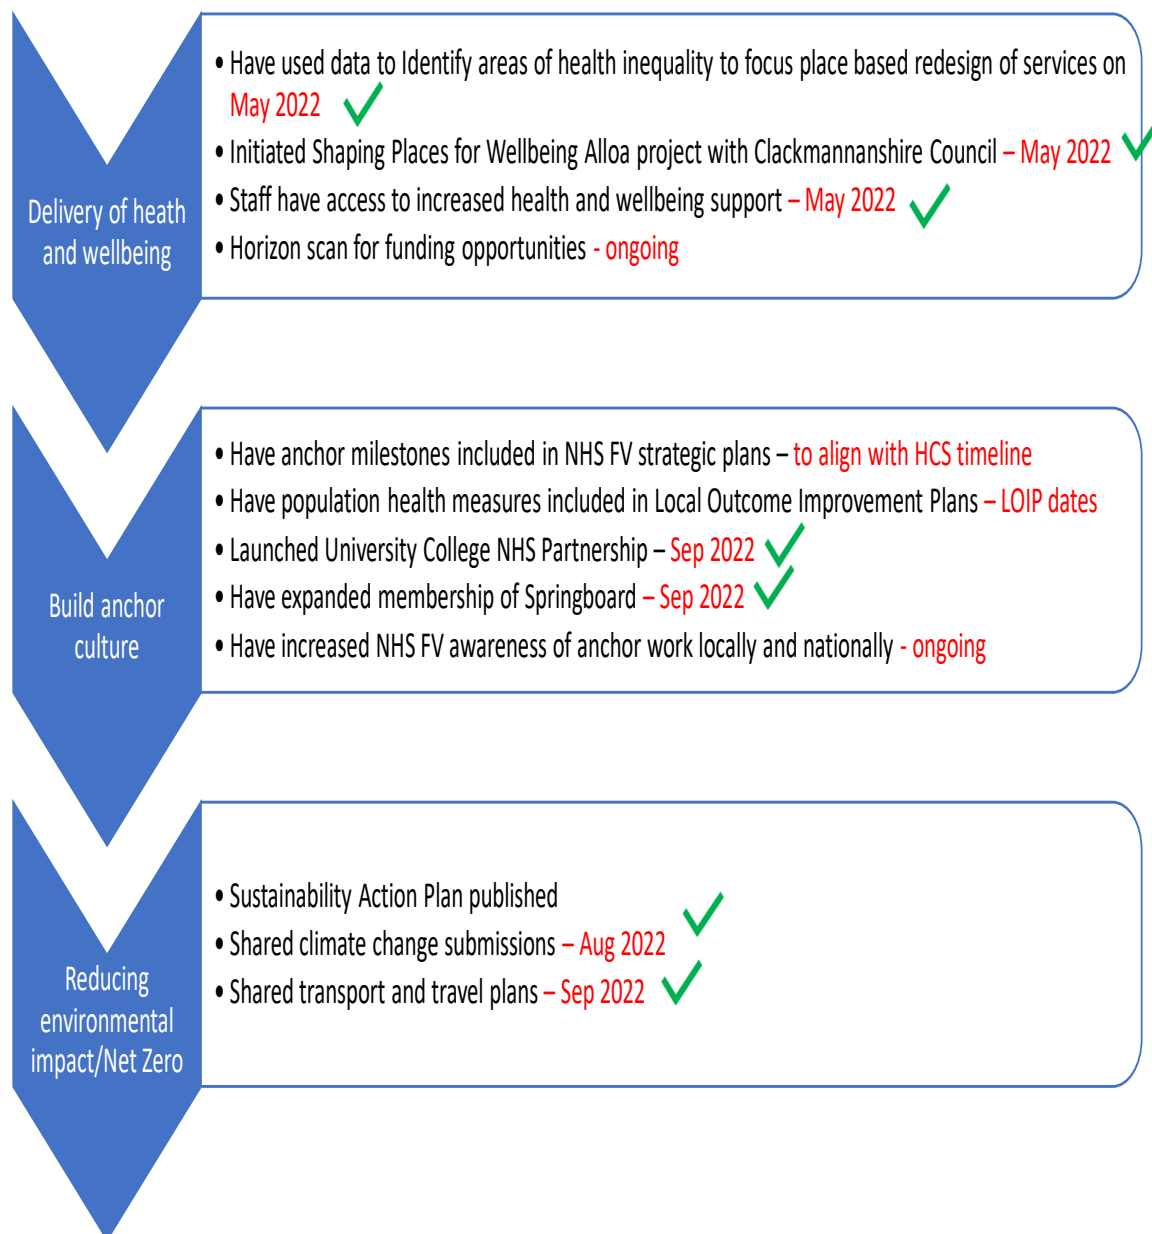 Delivery of heath
and wellbeing
• Have used data to Identify areas of health inequality to focus place based redesign of services on
May 2022
• Initiated Shaping Places for Wellbeing Alloa project with Clackmannanshire Council – May 2022
• Staff have access to increased health and wellbeing support – May 2022
• Horizon scan for funding opportunities - ongoing
Build anchor
culture
• Have anchor milestones included in NHS FV strategic plans – to align with HCS timeline
• Have population health measures included in Local Outcome Improvement Plans – LOIP dates
• Launched University College NHS Partnership – Sep 2022
• Have expanded membership of Springboard – Sep 2022
• Have increased NHS FV awareness of anchor work locally and nationally - ongoing
Reducing
environmental
impact/Net Zero
• Sustainability Action Plan published
• Shared climate change submissions – Aug 2022
• Shared transport and travel plans – Sep 2022